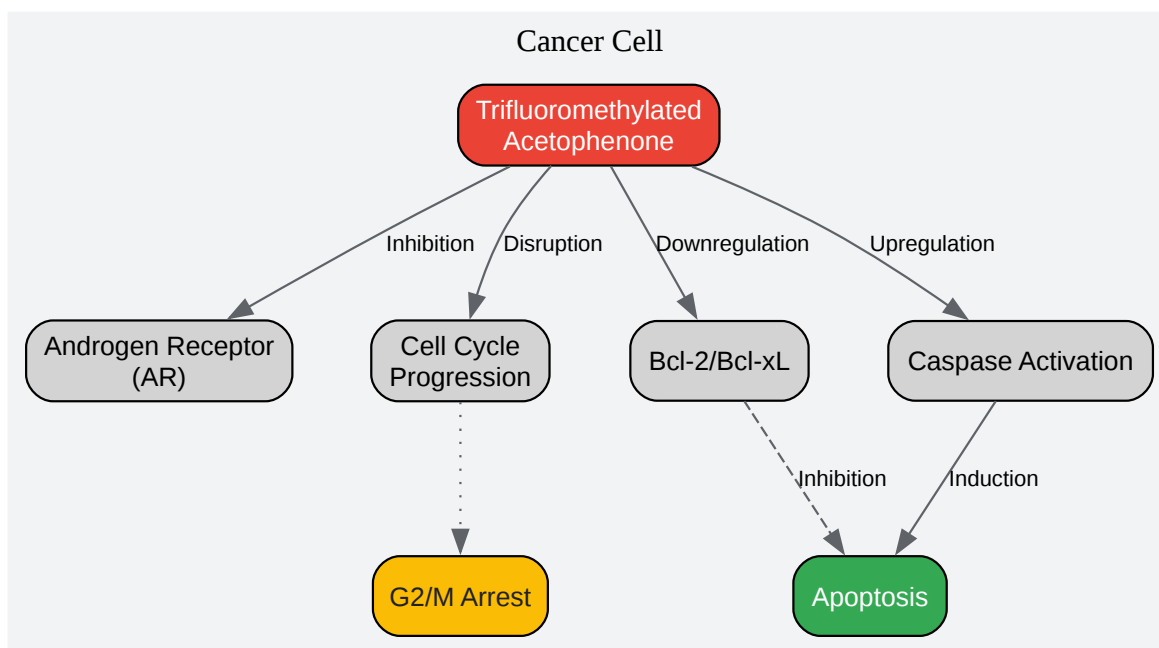 Cancer Cell
Trifluoromethylated
Acetophenone
Inhibition
Disruption
Downregulation
Upregulation
Androgen Receptor
(AR)
Cell Cycle
Progression
Bcl-2/Bcl-xL
Caspase Activation
Inhibition
Induction
G2/M Arrest
Apoptosis